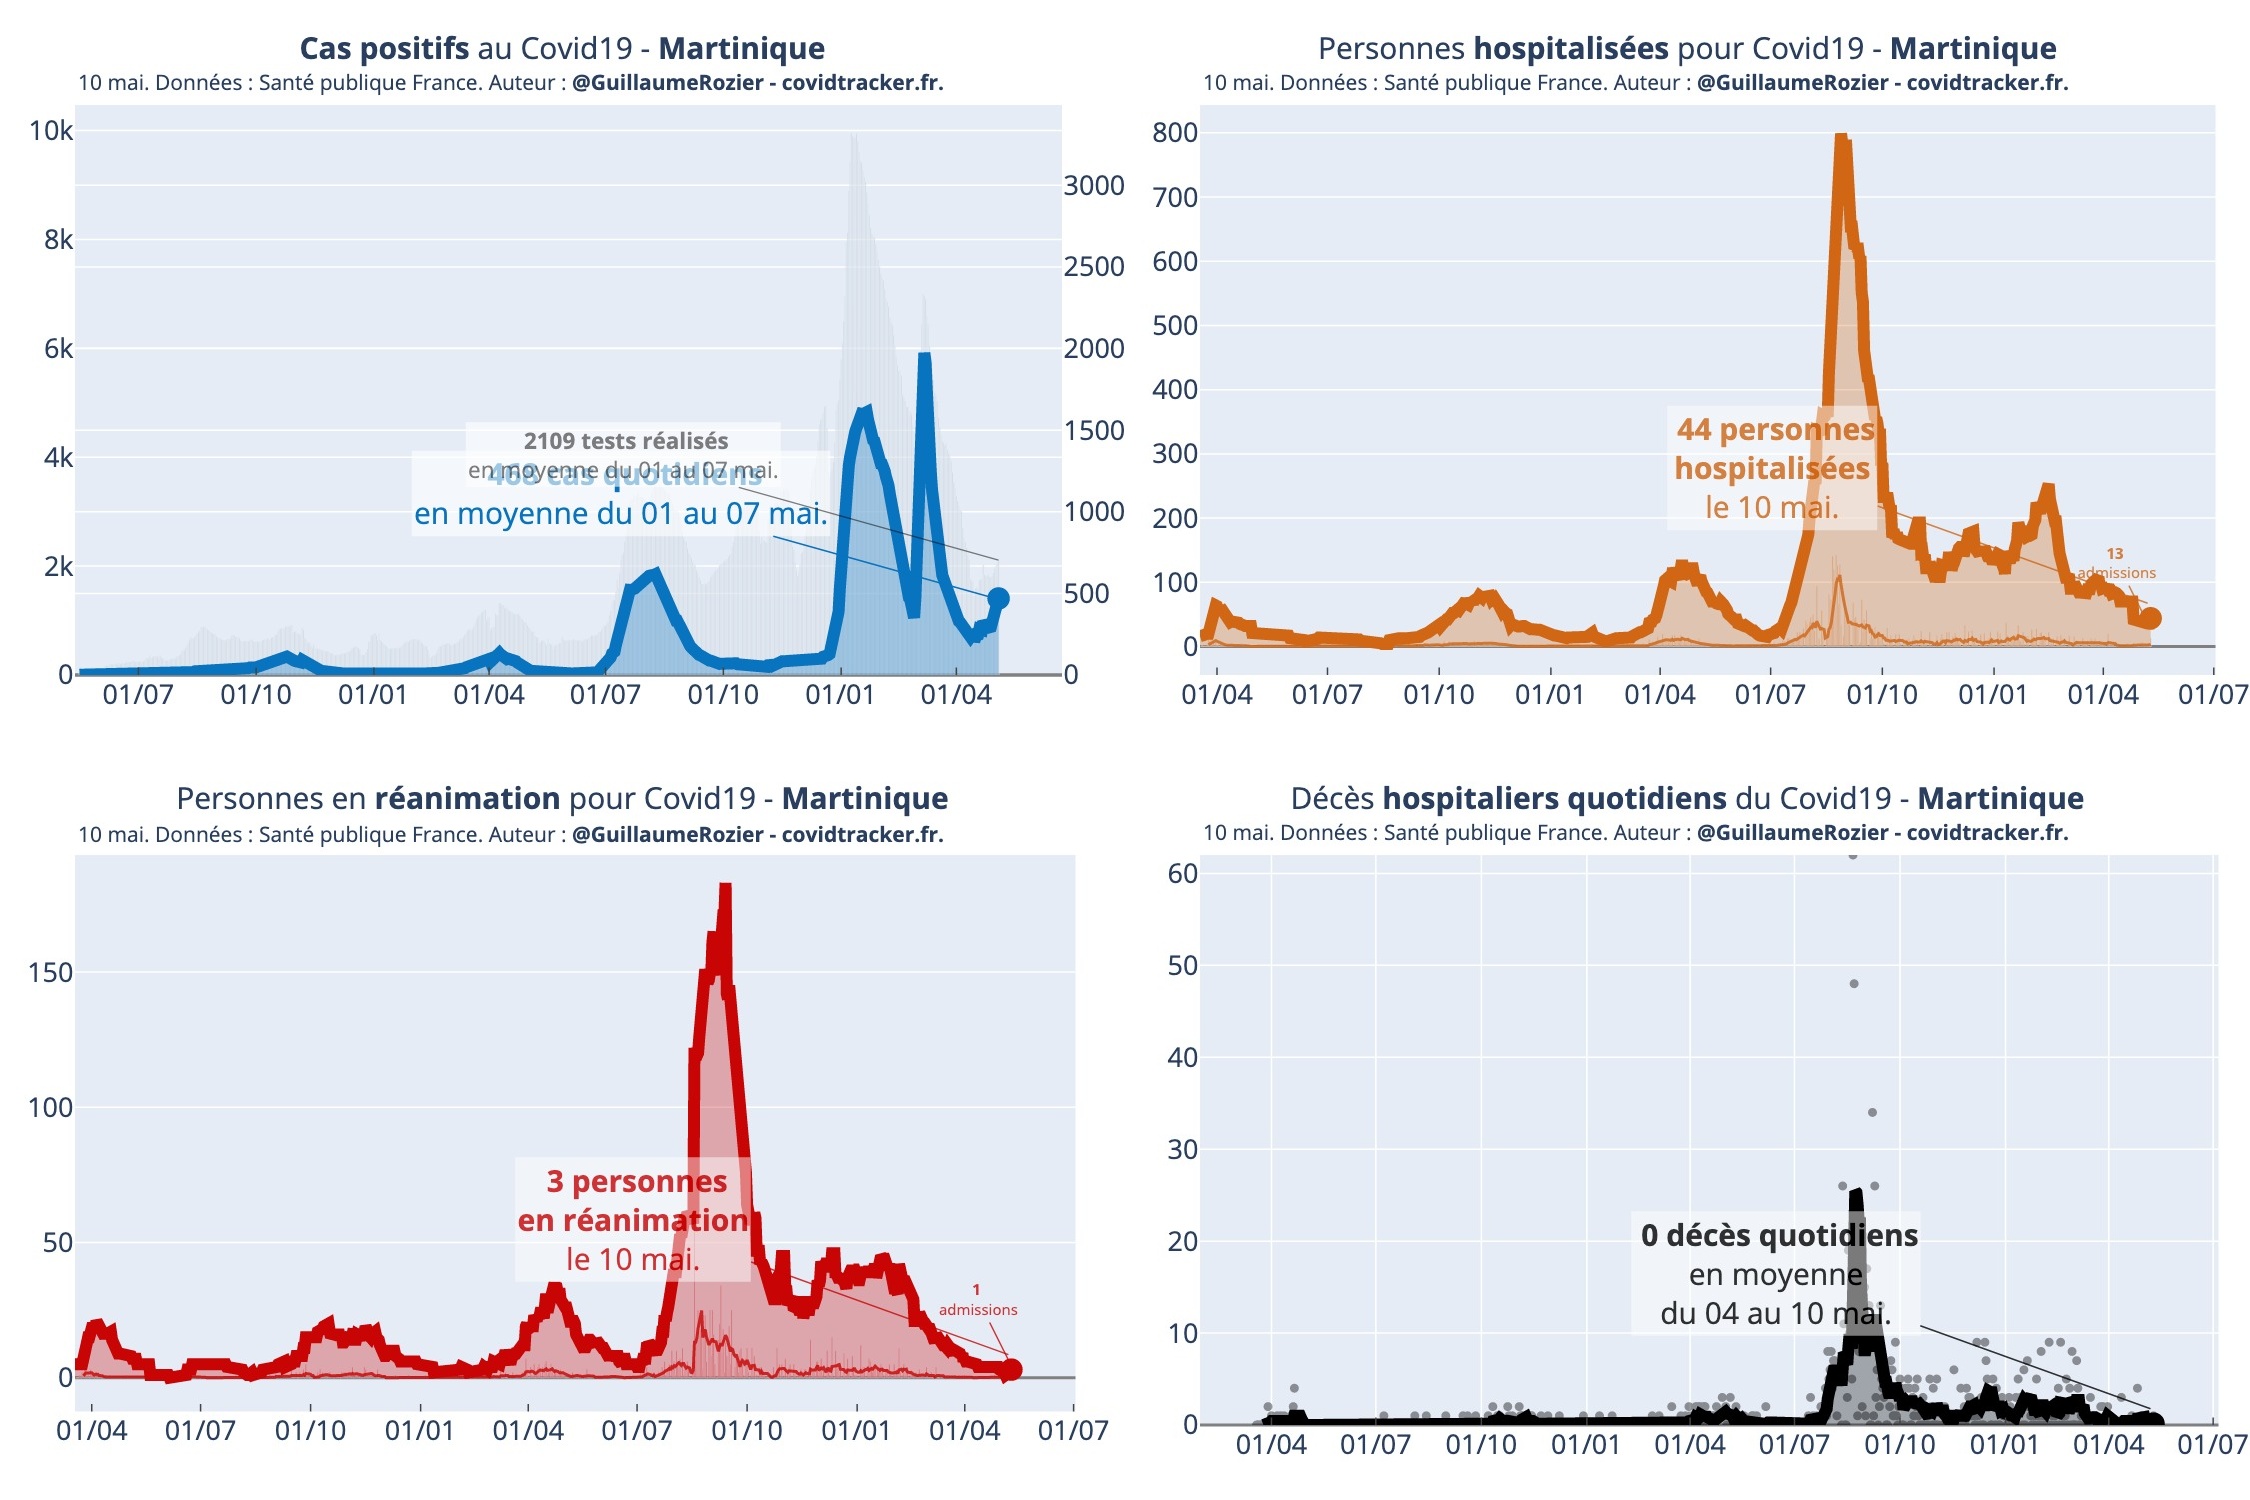 Cas positifs au Covid19 - Martinique
10 mai. Données : Santé publique France. Auteur : @GuillaumeRozier - covidtracker.fr.
10k
8k
6k
4k
2k
0
3000
2500
2000
1500
1000
500
0
2109 tests réalisés
en moyenne du 01 au 07 mai.
468 cas quotidiens
en moyenne du 01 au 07 mai.
01/07 01/10 01/01 01/04 01/07 01/10 01/01 01/04
Personnes hospitalisées pour Covid19 - Martinique
10 mai. Données : Santé publique France. Auteur : @GuillaumeRozier - covidtracker.fr.
800
700
600
500
400
300
200
100
0
44 personnes
hospitalisées
le 10 mai.
13
admissions
01/04 01/07 01/10 01/01 01/04 01/07 01/10 01/01 01/04 01/07
Personnes en réanimation pour Covid19 - Martinique
10 mai. Données : Santé publique France. Auteur : @GuillaumeRozier - covidtracker.fr.
150
100
50
0
3 personnes
en réanimation
le 10 mai.
1
admissions
01/04 01/07 01/10 01/01 01/04 01/07 01/10 01/01 01/04 01/07
Décès hospitaliers quotidiens du Covid19 - Martinique
10 mai. Données : Santé publique France. Auteur : @GuillaumeRozier - covidtracker.fr.
60
50
40
30
20
10
0
0 décès quotidiens
en moyenne
du 04 au 10 mai.
01/04 01/07 01/10 01/01 01/04 01/07 01/10 01/01 01/04 01/07